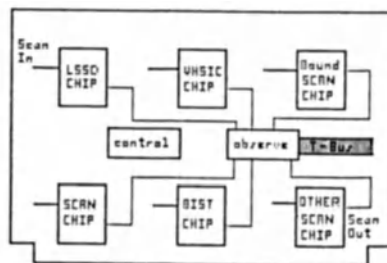 Scan
In
LSSD
CHIP
VHSIC
CHIP
Bound
SCAN
CHIP
control
observe
T-Bus
SCAN
CHIP
BIST
CHIP
OTHER
SCAN
CHIP
Scan
Out